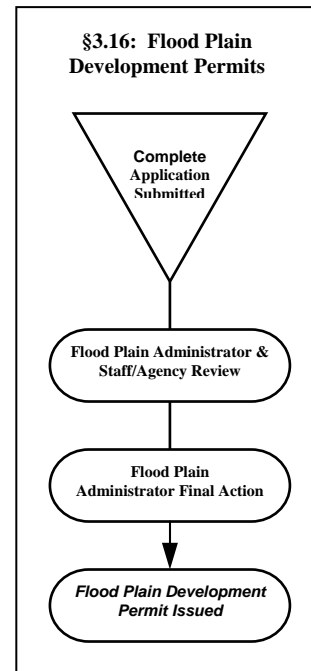 §3.16: Flood Plain
Development Permits
Complete
Application
Submitted
Flood Plain Administrator &
Staff/Agency Review
Flood Plain
Administrator Final Action
Flood Plain Development
Permit Issued